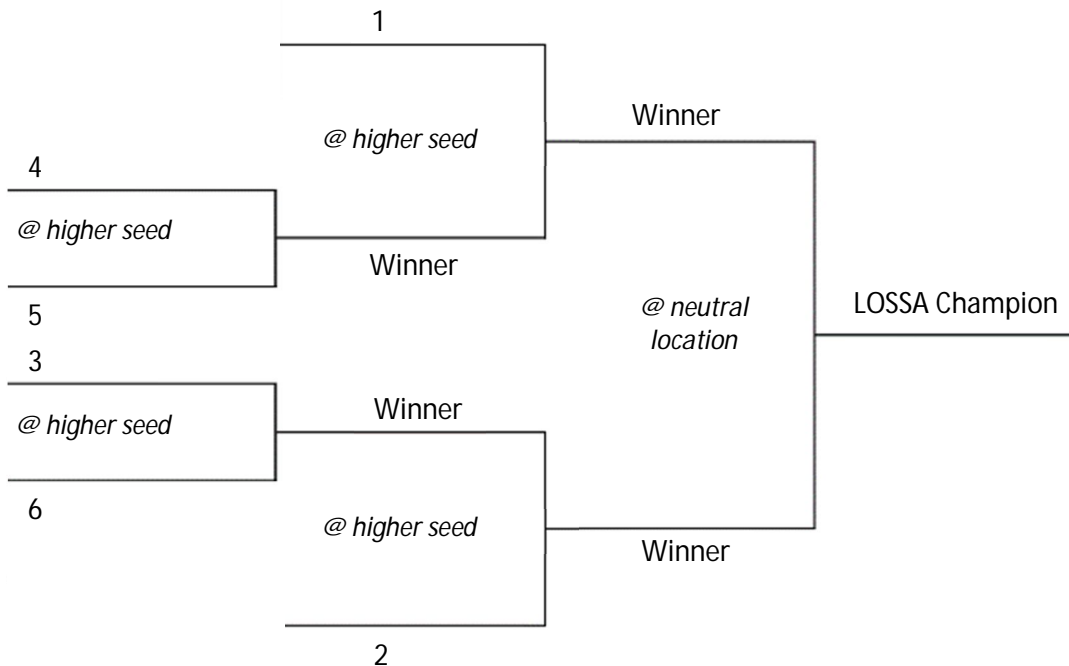 1
Winner
@ higher seed
4
@ higher seed
Winner
5
@ neutral
location
LOSSA Champion
3
@ higher seed
Winner
6
@ higher seed
Winner
2